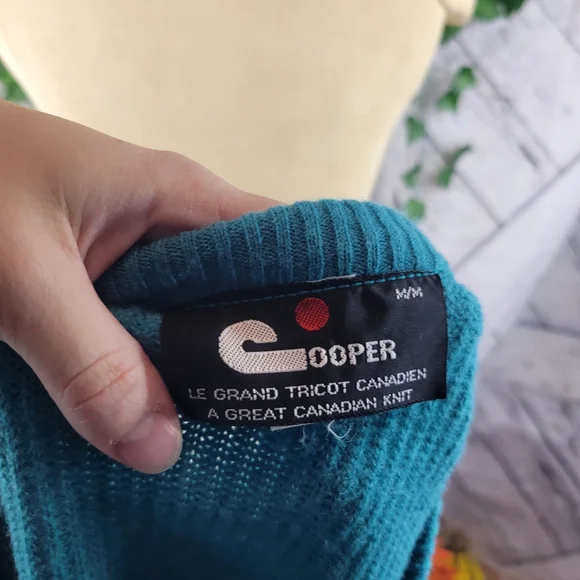 M/M
COOPER
LE GRAND TRICOT CANADIEN
A GREAT CANADIAN KNIT